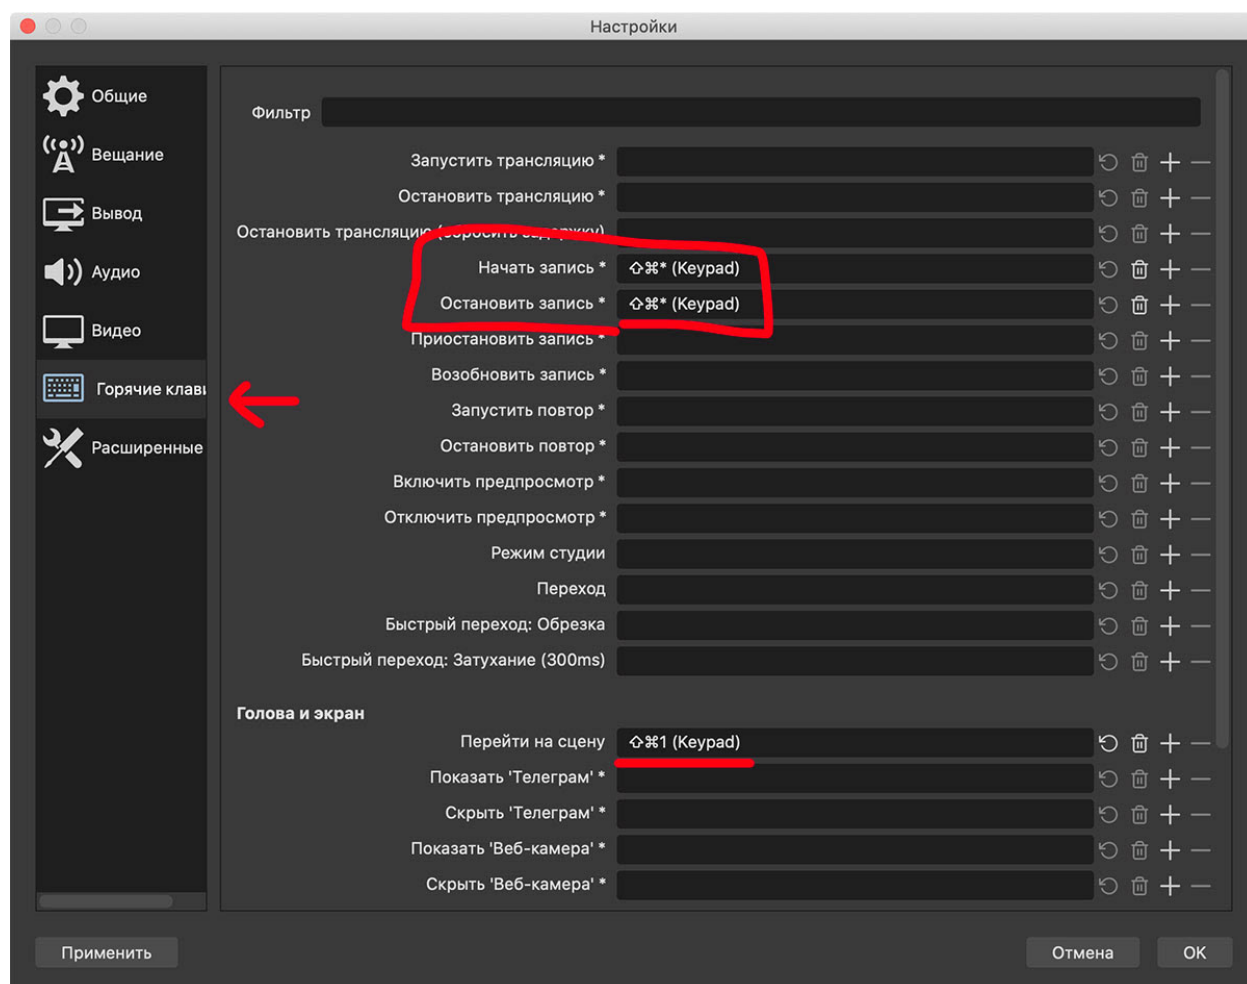 Настройки
Общие
Вещание
Вывод
Аудио
Видео
Горячие клави
Расширенные
Фильтр
Запустить трансляцию *
Остановить трансляцию *
Остановить трансляцию (сбросить задержку)
Начать запись * ⇧⌘* (Keypad)
Остановить запись * ⇧⌘* (Keypad)
Приостановить запись *
Возобновить запись *
Запустить повтор *
Остановить повтор *
Включить предпросмотр *
Отключить предпросмотр *
Режим студии
Переход
Быстрый переход: Обрезка
Быстрый переход: Затухание (300ms)
Голова и экран
Перейти на сцену ⇧⌘1 (Keypad)
Показать 'Телеграм' *
Скрыть 'Телеграм' *
Показать 'Веб-камера' *
Скрыть 'Веб-камера' *
Применить
Отмена
OK